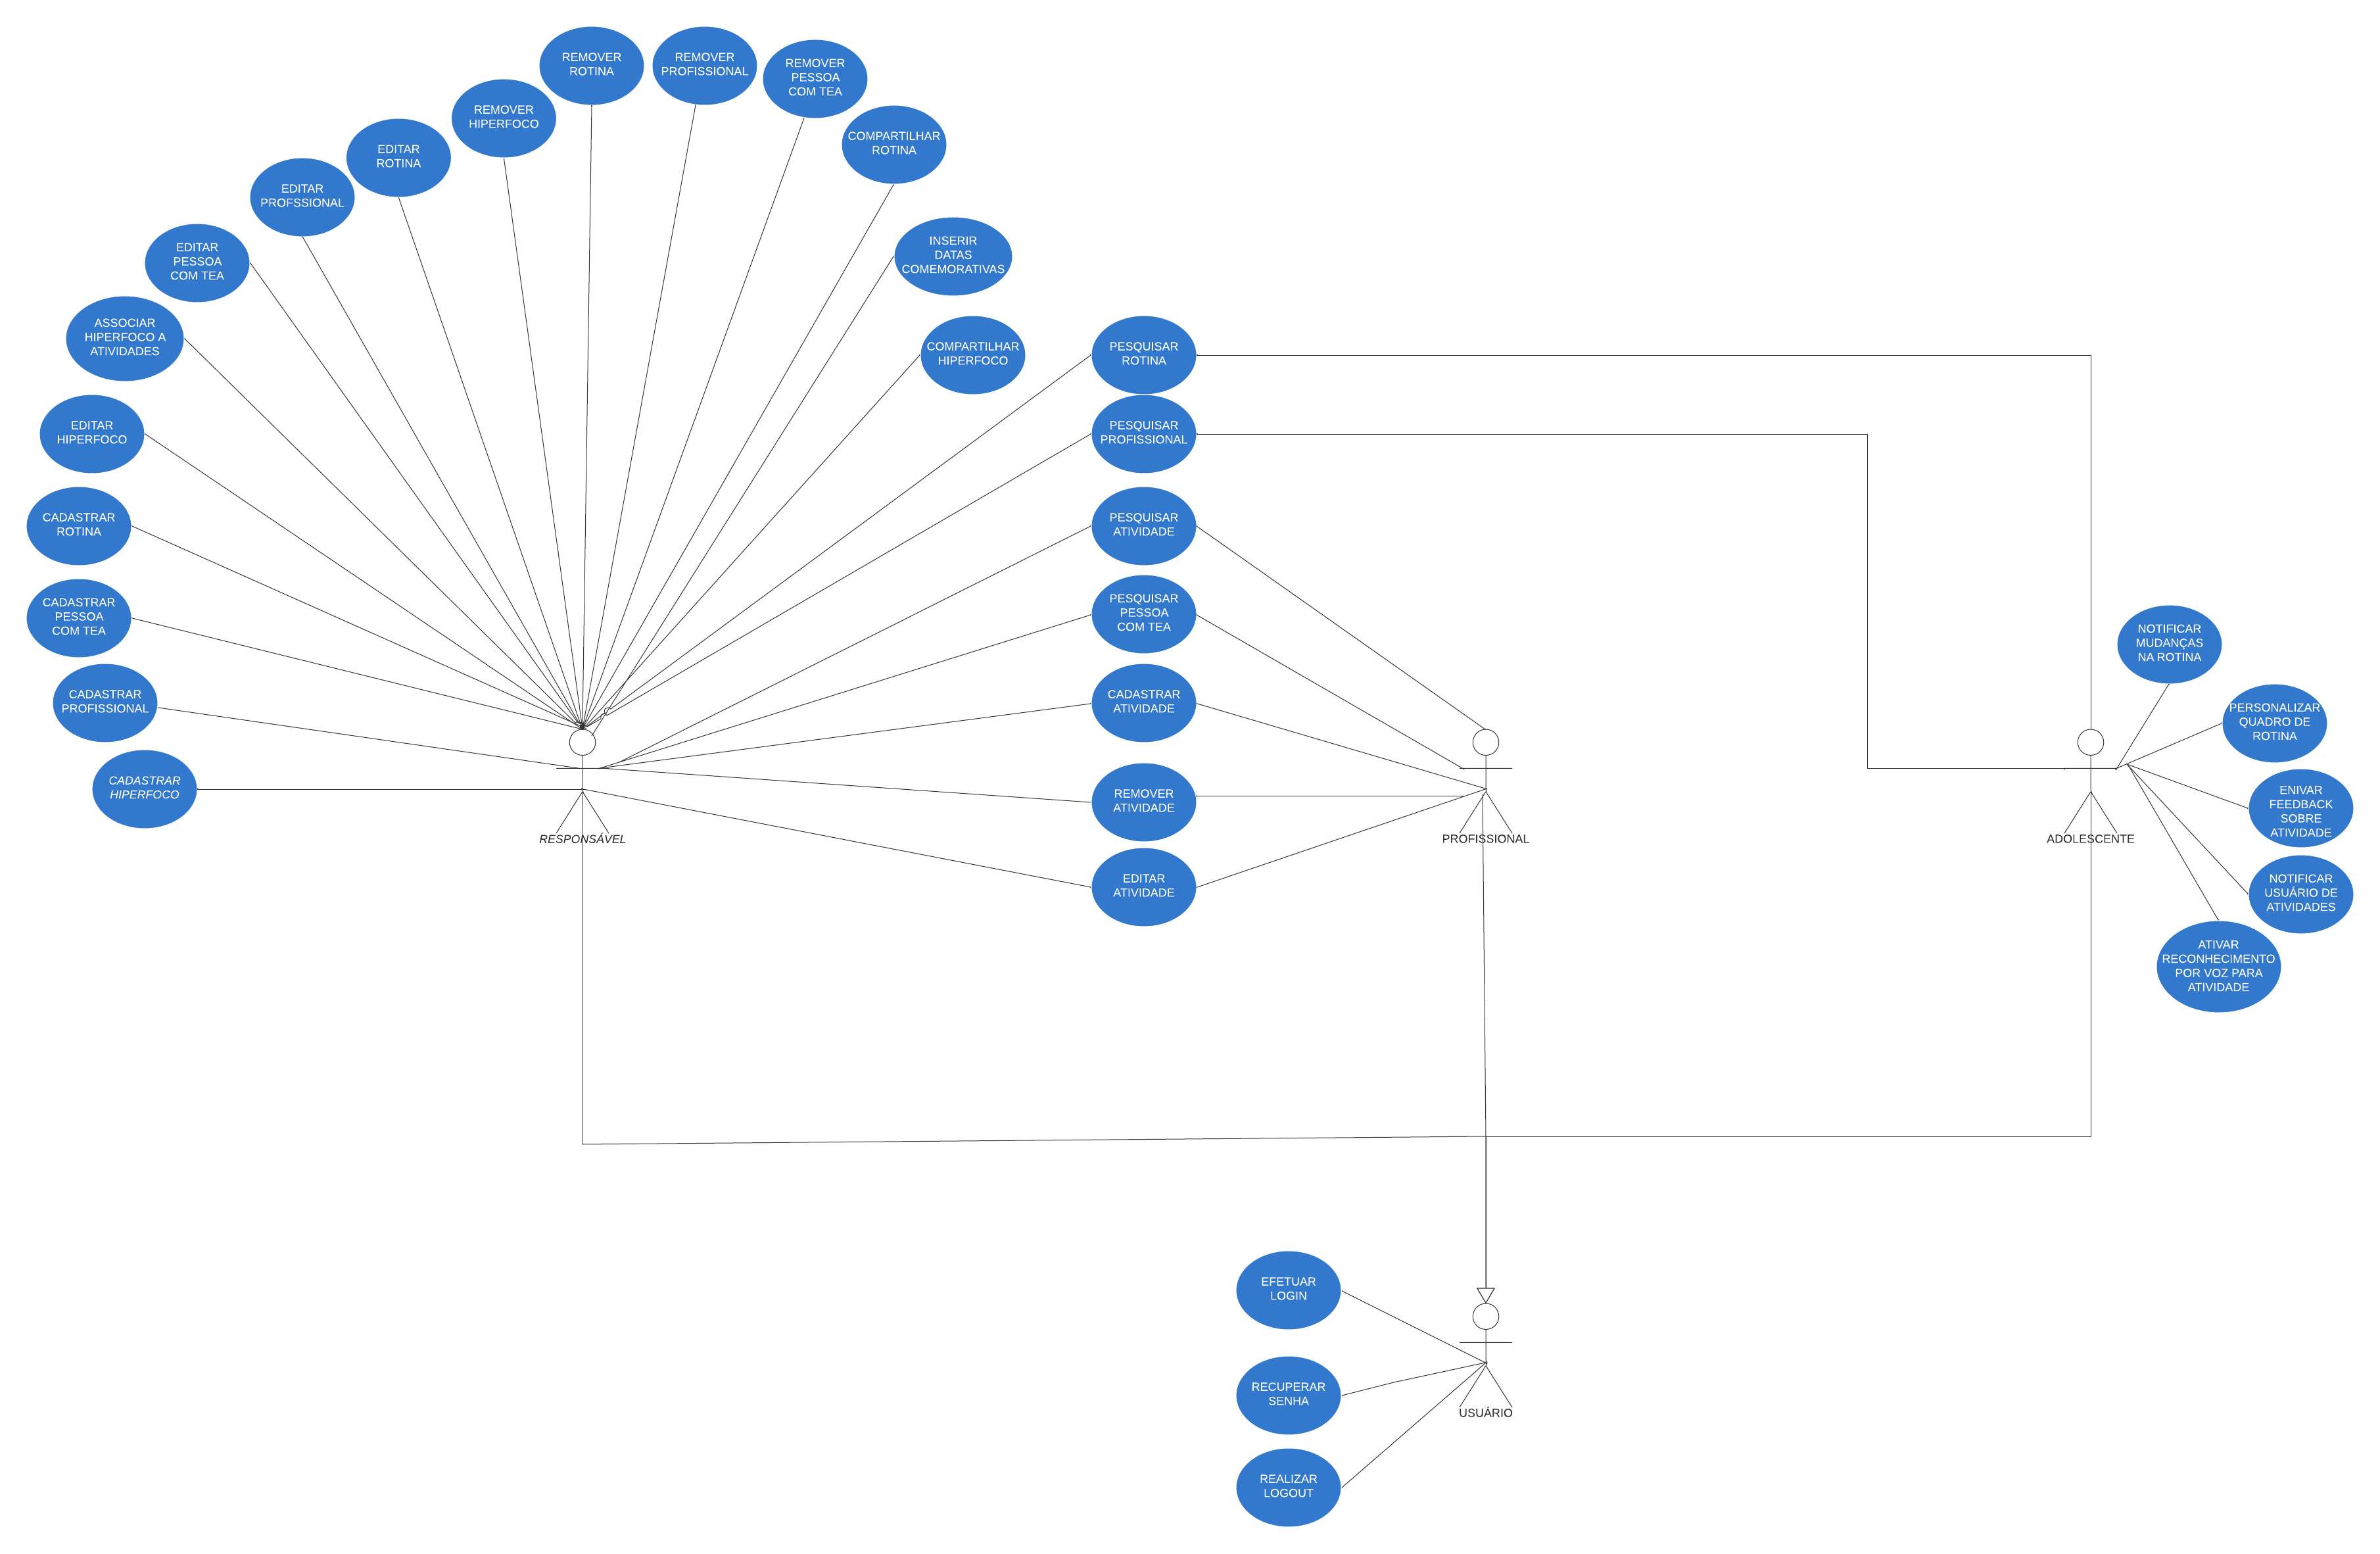 REMOVER
ROTINA
REMOVER
PROFISSIONAL
REMOVER
PESSOA
COM TEA
REMOVER
HIPERFOCO
COMPARTILHAR
ROTINA
EDITAR
ROTINA
EDITAR
PROFSSIONAL
EDITAR
PESSOA
COM TEA
INSERIR
DATAS
COMEMORATIVAS
ASSOCIAR
HIPERFOCO A
ATIVIDADES
COMPARTILHAR
HIPERFOCO
PESQUISAR
ROTINA
EDITAR
HIPERFOCO
PESQUISAR
PROFISSIONAL
CADASTRAR
ROTINA
PESQUISAR
ATIVIDADE
CADASTRAR
PESSOA
COM TEA
PESQUISAR
PESSOA
COM TEA
NOTIFICAR
MUDANÇAS
NA ROTINA
CADASTRAR
PROFISSIONAL
CADASTRAR
ATIVIDADE
PERSONALIZAR
QUADRO DE
ROTINA
CADASTRAR
HIPERFOCO
REMOVER
ATIVIDADE
ENIVAR
FEEDBACK
SOBRE
ATIVIDADE
RESPONSÁVEL
PROFISSIONAL
ADOLESCENTE
EDITAR
ATIVIDADE
NOTIFICAR
USUÁRIO DE
ATIVIDADES
ATIVAR
RECONHECIMENTO
POR VOZ PARA
ATIVIDADE
EFETUAR
LOGIN
RECUPERAR
SENHA
USUÁRIO
REALIZAR
LOGOUT